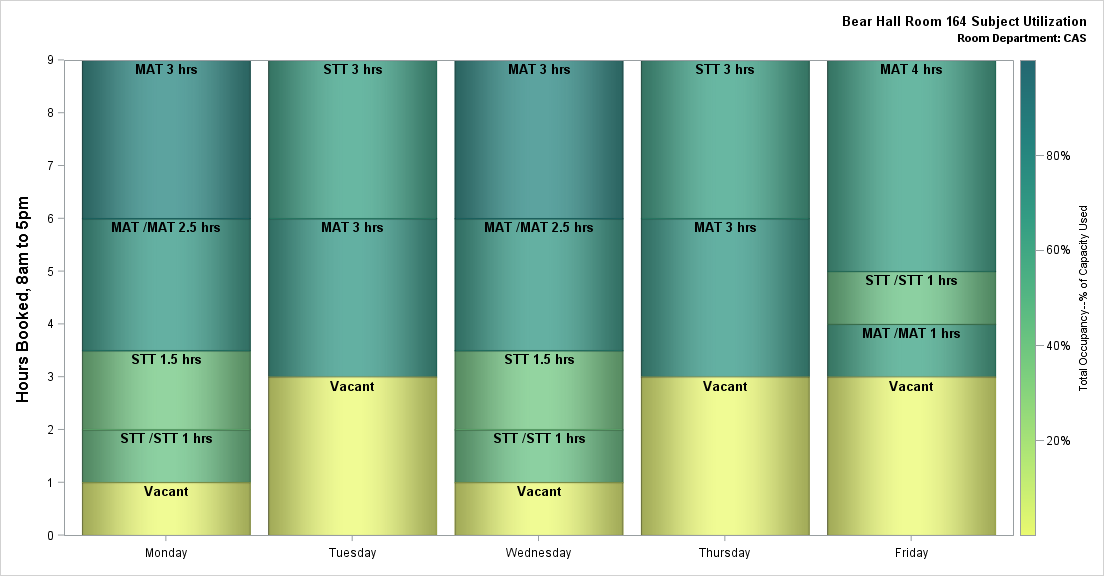 Bear Hall Room 164 Subject Utilization
Room Department: CAS
Hours Booked, 8am to 5pm
9
8
7
6
5
4
3
2
1
0
MAT 3 hrs
MAT /MAT 2.5 hrs
STT 1.5 hrs
STT /STT 1 hrs
Vacant
Monday
STT 3 hrs
MAT 3 hrs
Vacant
Tuesday
MAT 3 hrs
MAT /MAT 2.5 hrs
STT 1.5 hrs
STT /STT 1 hrs
Vacant
Wednesday
STT 3 hrs
MAT 3 hrs
Vacant
Thursday
MAT 4 hrs
STT /STT 1 hrs
MAT /MAT 1 hrs
Vacant
Friday
80%
60%
40%
20%
Total Occupancy--% of Capacity Used